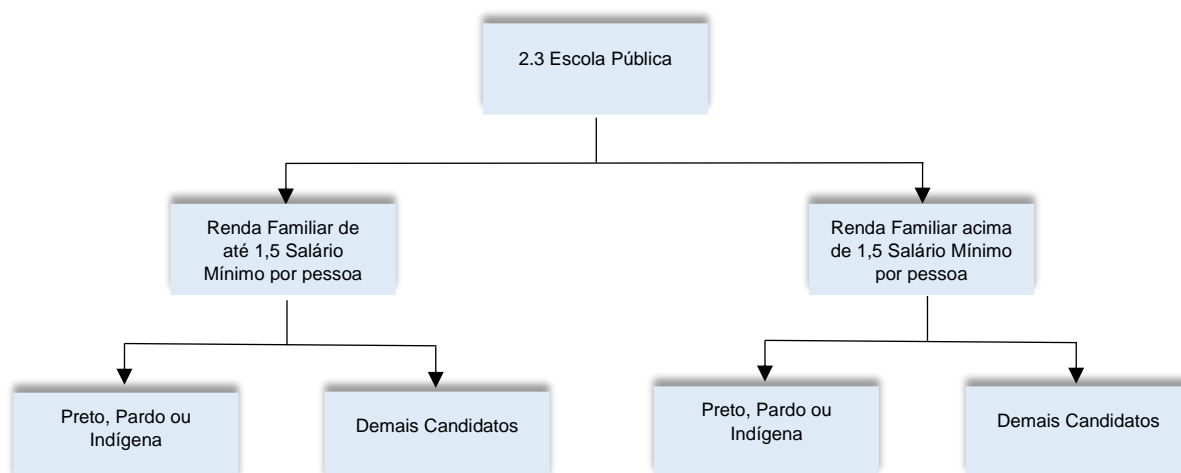 2.3 Escola Pública
Renda Familiar de
até 1,5 Salário
Mínimo por pessoa
Renda Familiar acima
de 1,5 Salário Mínimo
por pessoa
Preto, Pardo ou
Indígena
Demais Candidatos
Preto, Pardo ou
Indígena
Demais Candidatos